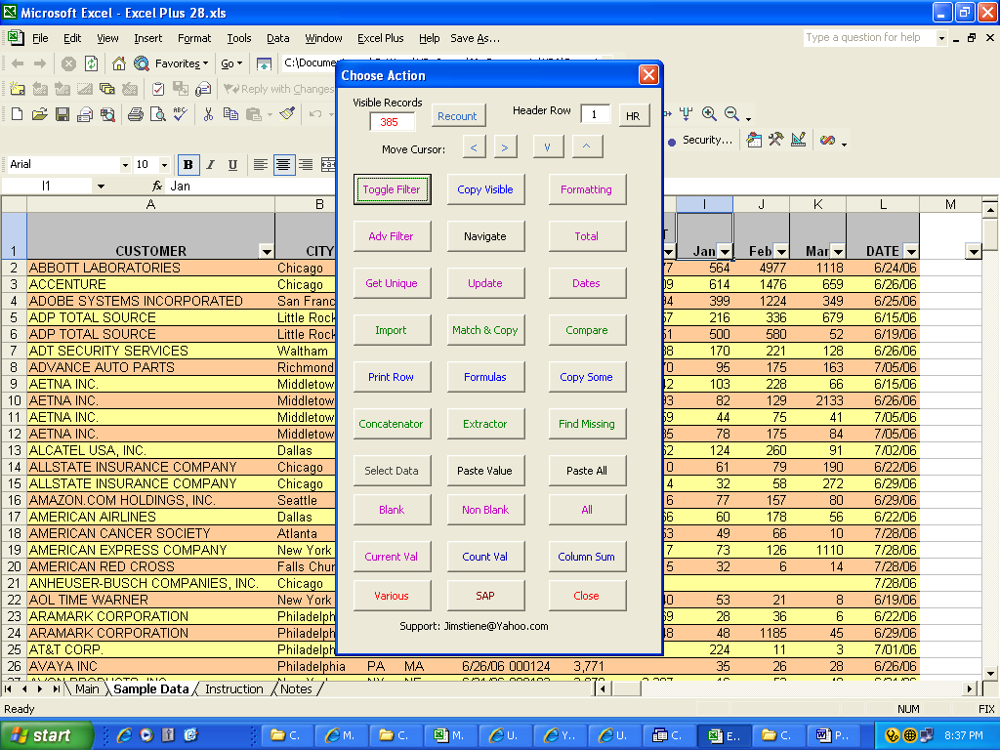 Microsoft Excel - Excel Plus 28.xls
File Edit View Insert Format Tools Data Window Excel Plus Help Save As... Type a question for help
Favorites Go C:\Docume
Reply with Changes
Security...
Arial 10 B I U
I1 fx Jan
Choose Action
Visible Records
385 Recount Header Row 1 HR
Move Cursor: < > V ^
Toggle Filter Copy Visible Formatting
Adv Filter Navigate Total
Get Unique Update Dates
Import Match & Copy Compare
Print Row Formulas Copy Some
Concatenator Extractor Find Missing
Select Data Paste Value Paste All
Blank Non Blank All
Current Val Count Val Column Sum
Various SAP Close
Support: Jimstiene@Yahoo.com
A B I J K L M
1 CUSTOMER CITY Jan Feb Mar DATE
2 ABBOTT LABORATORIES Chicago 564 4977 1118 6/24/06
3 ACCENTURE Chicago 614 1476 659 6/26/06
4 ADOBE SYSTEMS INCORPORATED San Franc 399 1224 349 6/25/06
5 ADP TOTAL SOURCE Little Rock 216 336 679 6/15/06
6 ADP TOTAL SOURCE Little Rock 500 580 52 6/19/06
7 ADT SECURITY SERVICES Waltham 170 221 128 6/26/06
8 ADVANCE AUTO PARTS Richmond 95 175 163 7/05/06
9 AETNA INC. Middletow 103 228 66 6/15/06
10 AETNA INC. Middletow 82 129 2133 6/26/06
11 AETNA INC. Middletow 44 75 41 7/05/06
12 AETNA INC. Middletow 78 175 84 7/05/06
13 ALCATEL USA, INC. Dallas 124 260 91 7/02/06
14 ALLSTATE INSURANCE COMPANY Chicago 61 79 190 6/22/06
15 ALLSTATE INSURANCE COMPANY Chicago 32 58 272 6/29/06
16 AMAZON.COM HOLDINGS, INC. Seattle 77 157 80 6/29/06
17 AMERICAN AIRLINES Dallas 60 178 56 6/22/06
18 AMERICAN CANCER SOCIETY Atlanta 49 66 10 7/28/06
19 AMERICAN EXPRESS COMPANY New York 73 126 1110 7/28/06
20 AMERICAN RED CROSS Falls Chur 32 6 14 7/28/06
21 ANHEUSER-BUSCH COMPANIES, INC. Chicago 7/28/06
22 AOL TIME WARNER New York 53 21 8 6/19/06
23 ARAMARK CORPORATION Philadelph 28 36 6 6/22/06
24 ARAMARK CORPORATION Philadelph 48 1185 45 6/29/06
25 AT&T CORP. Philadelph 224 11 3 7/01/06
26 AVAYA INC Philadelphia PA MA 6/26/06 000124 3,771 35 26 28 6/26/06
Main Sample Data Instruction Notes
Ready NUM FIX
start C. M. C. M. U. Y.. U. C. E.. C. P.. 8:37 PM